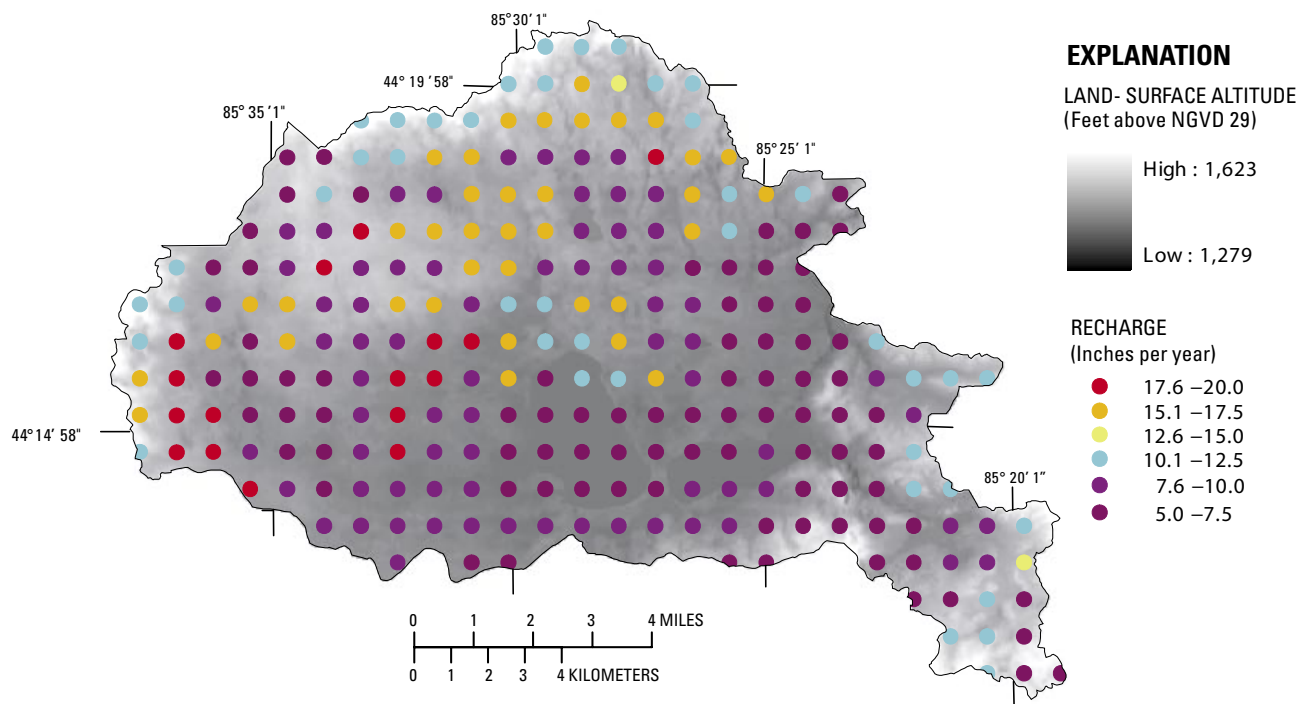 85° 30' 1"
44° 19 '58"
85° 35' 1"
85° 25' 1"
44° 14' 58"
85° 20' 1"
0 1 2 3 4 MILES
0 1 2 3 4 KILOMETERS
EXPLANATION
LAND- SURFACE ALTITUDE
(Feet above NGVD 29)
High : 1,623
Low : 1,279
RECHARGE
(Inches per year)
17.6 –20.0
15.1 –17.5
12.6 –15.0
10.1 –12.5
7.6 –10.0
5.0 –7.5